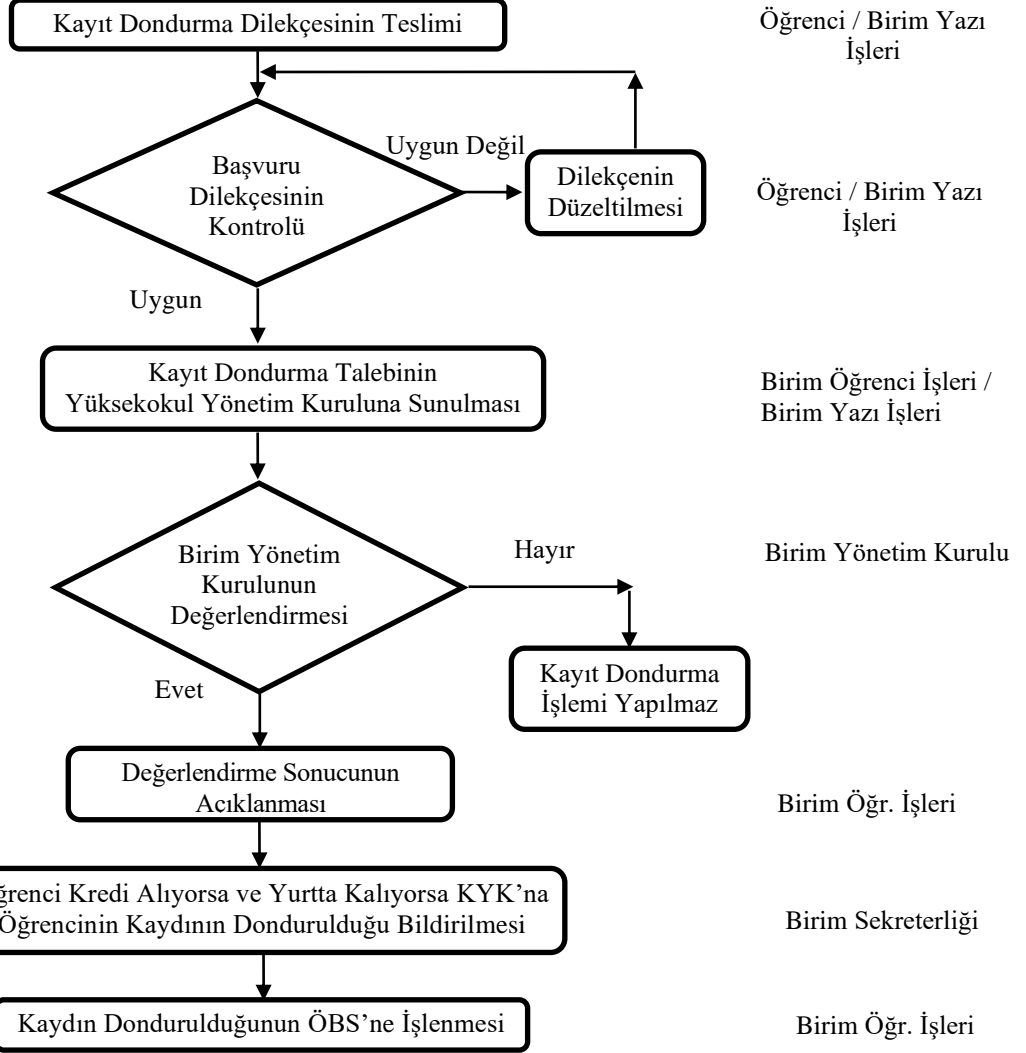 Kayıt Dondurma Dilekçesinin Teslimi
Öğrenci / Birim Yazı
İşleri
Uygun Değil
Başvuru
Dilekçesinin
Kontrolü
Dilekçenin
Düzeltilmesi
Öğrenci / Birim Yazı
İşleri
Uygun
Kayıt Dondurma Talebinin
Yüksekokul Yönetim Kuruluna Sunulması
Birim Öğrenci İşleri /
Birim Yazı İşleri
Birim Yönetim
Kurulunun
Değerlendirmesi
Hayır
Birim Yönetim Kurulu
Kayıt Dondurma
İşlemi Yapılmaz
Evet
Değerlendirme Sonucunun
Açıklanması
Birim Öğr. İşleri
ğrenci Kredi Alıyorsa ve Yurtta Kalıyorsa KYK’na
Öğrencinin Kaydının Dondurulduğu Bildirilmesi
Birim Sekreterliği
Kaydın Dondurulduğunun ÖBS’ne İşlenmesi
Birim Öğr. İşleri